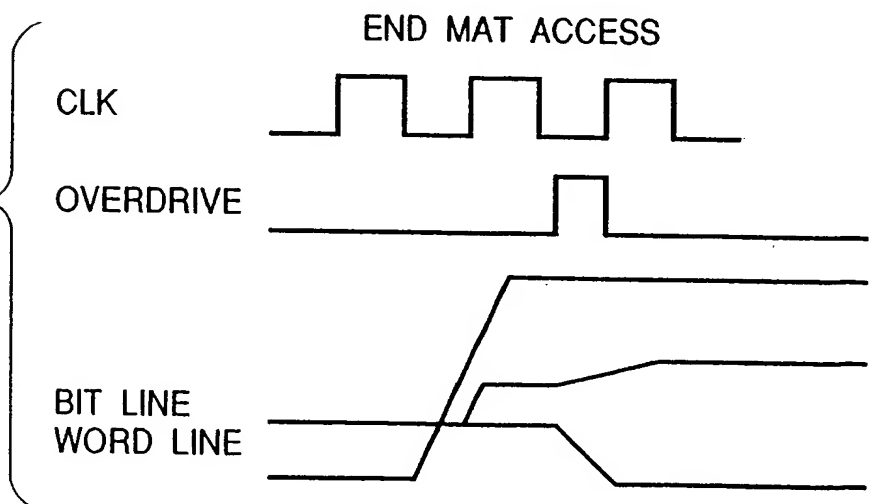 END MAT ACCESS
CLK
OVERDRIVE
BIT LINE
WORD LINE